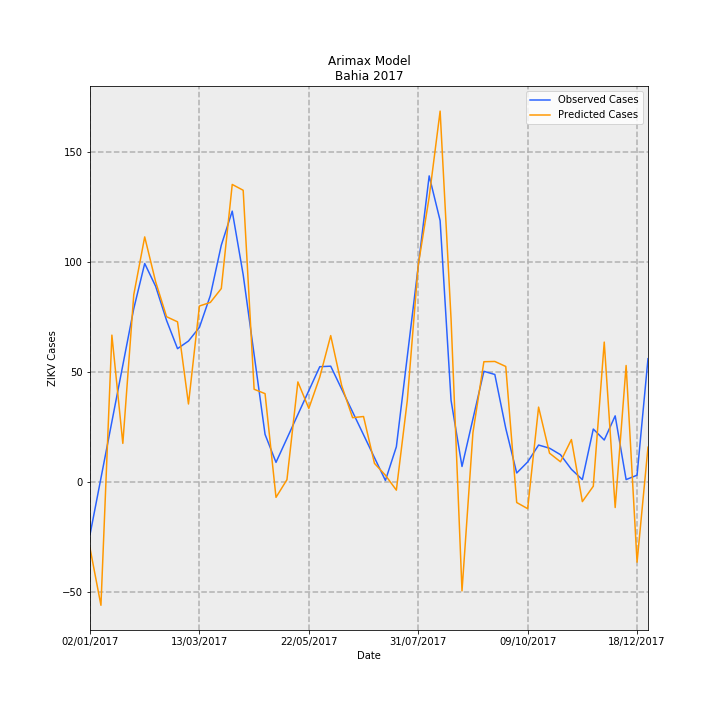 Arimax Model
Bahia 2017
Observed Cases
Predicted Cases
ZIKV Cases
150
100
50
0
−50
02/01/2017 13/03/2017 22/05/2017 31/07/2017 09/10/2017 18/12/2017
Date